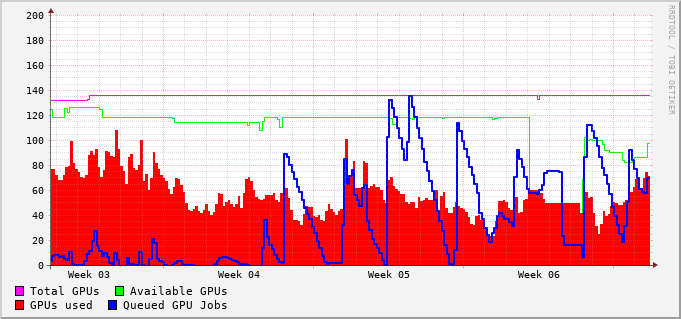 200
180
160
140
120
100
80
60
40
20
0
Week 03 Week 04 Week 05 Week 06
Total GPUs Available GPUs
GPUs used Queued GPU Jobs
RRDTOOL / TOBI OETIKER